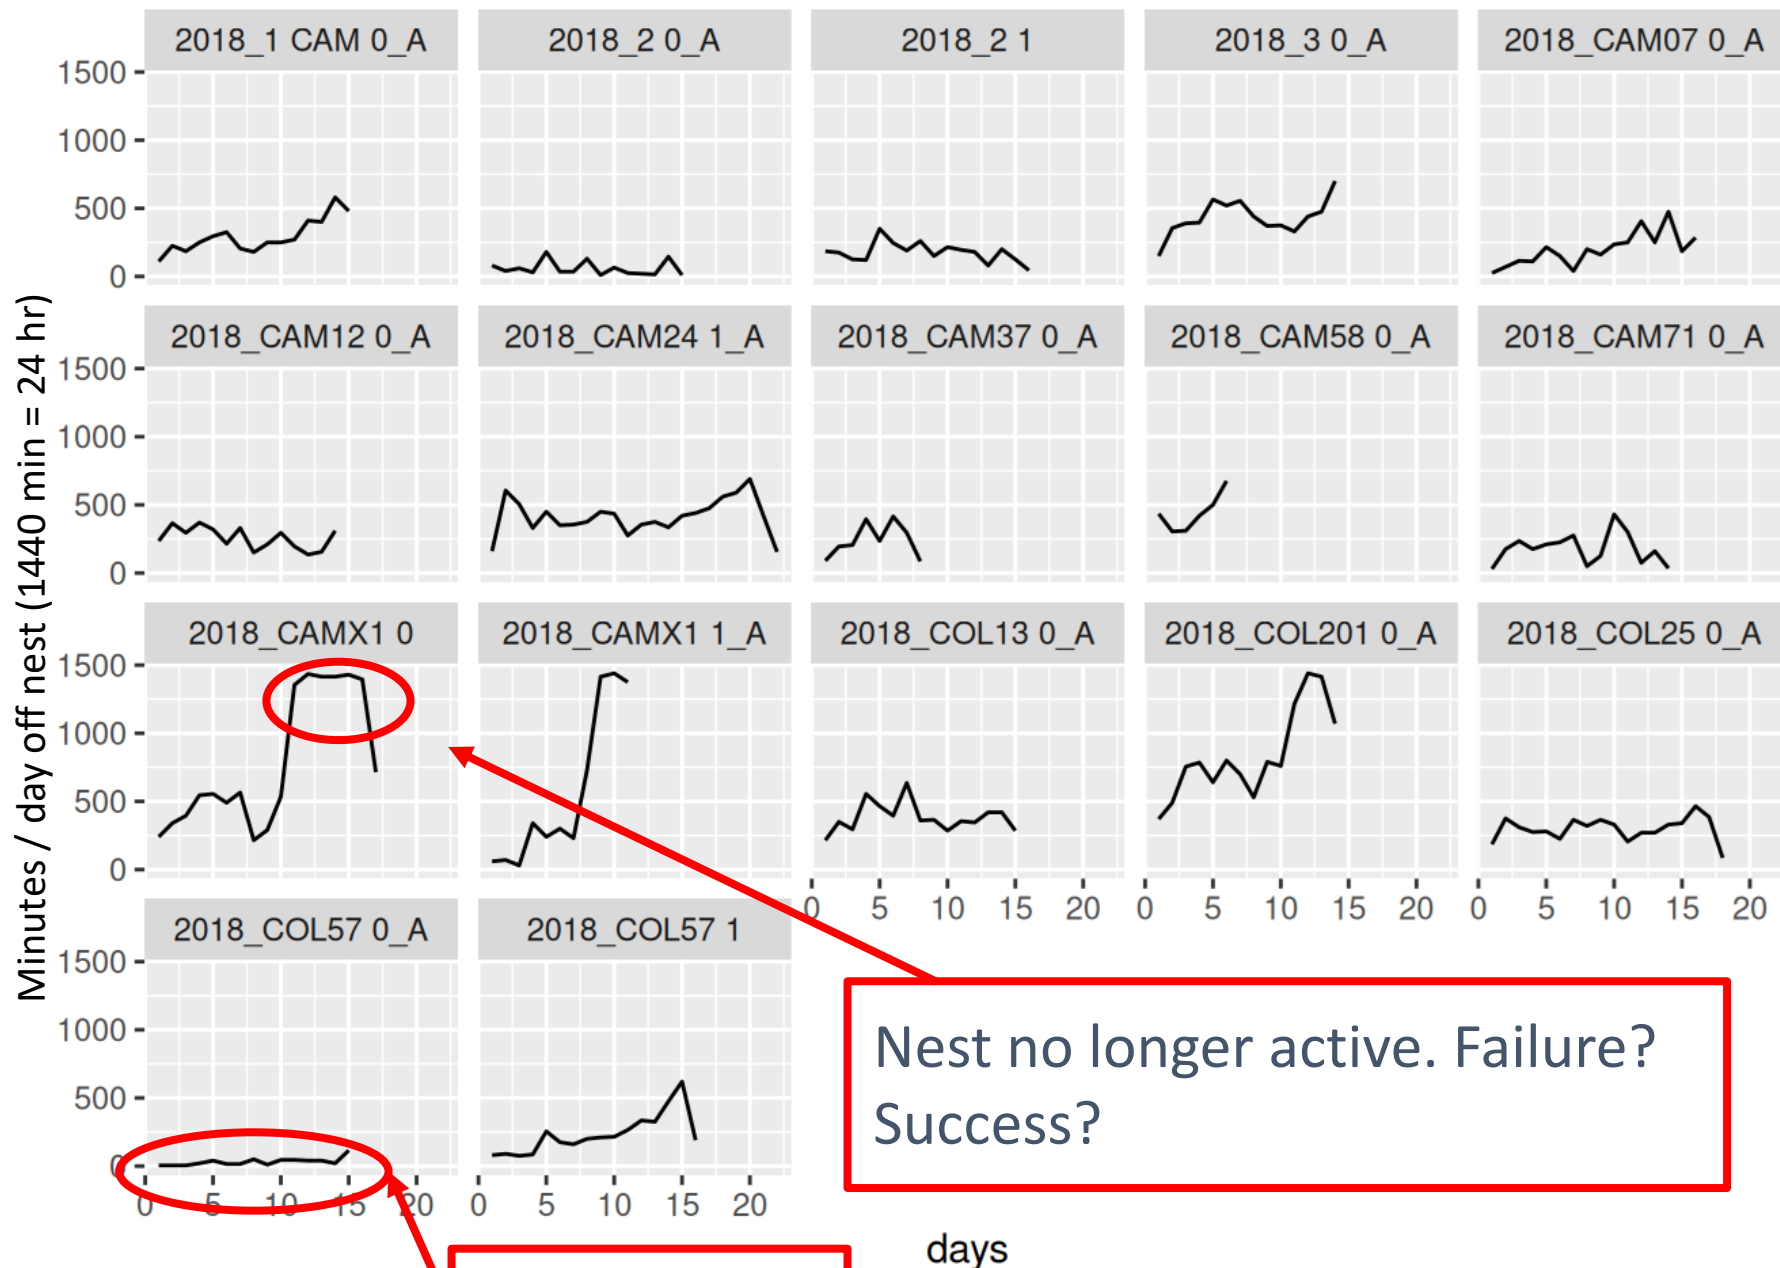 2018_1 CAM 0_A 2018_2 0_A 2018_2 1 2018_3 0_A 2018_CAM07 0_A
1500
1000
500
0
2018_CAM12 0_A 2018_CAM24 1_A 2018_CAM37 0_A 2018_CAM58 0_A 2018_CAM71 0_A
1500
1000
500
0
2018_CAMX1 0 2018_CAMX1 1_A 2018_COL13 0_A 2018_COL201 0_A 2018_COL25 0_A
1500
1000
500
0
0 5 10 15 20 0 5 10 15 20 0 5 10 15 20
2018_COL57 0_A 2018_COL57 1
1500
1000
500
0
0 5 10 15 20 0 5 10 15 20
Minutes / day off nest (1440 min = 24 hr)
Nest no longer active. Failure?
Success?
days